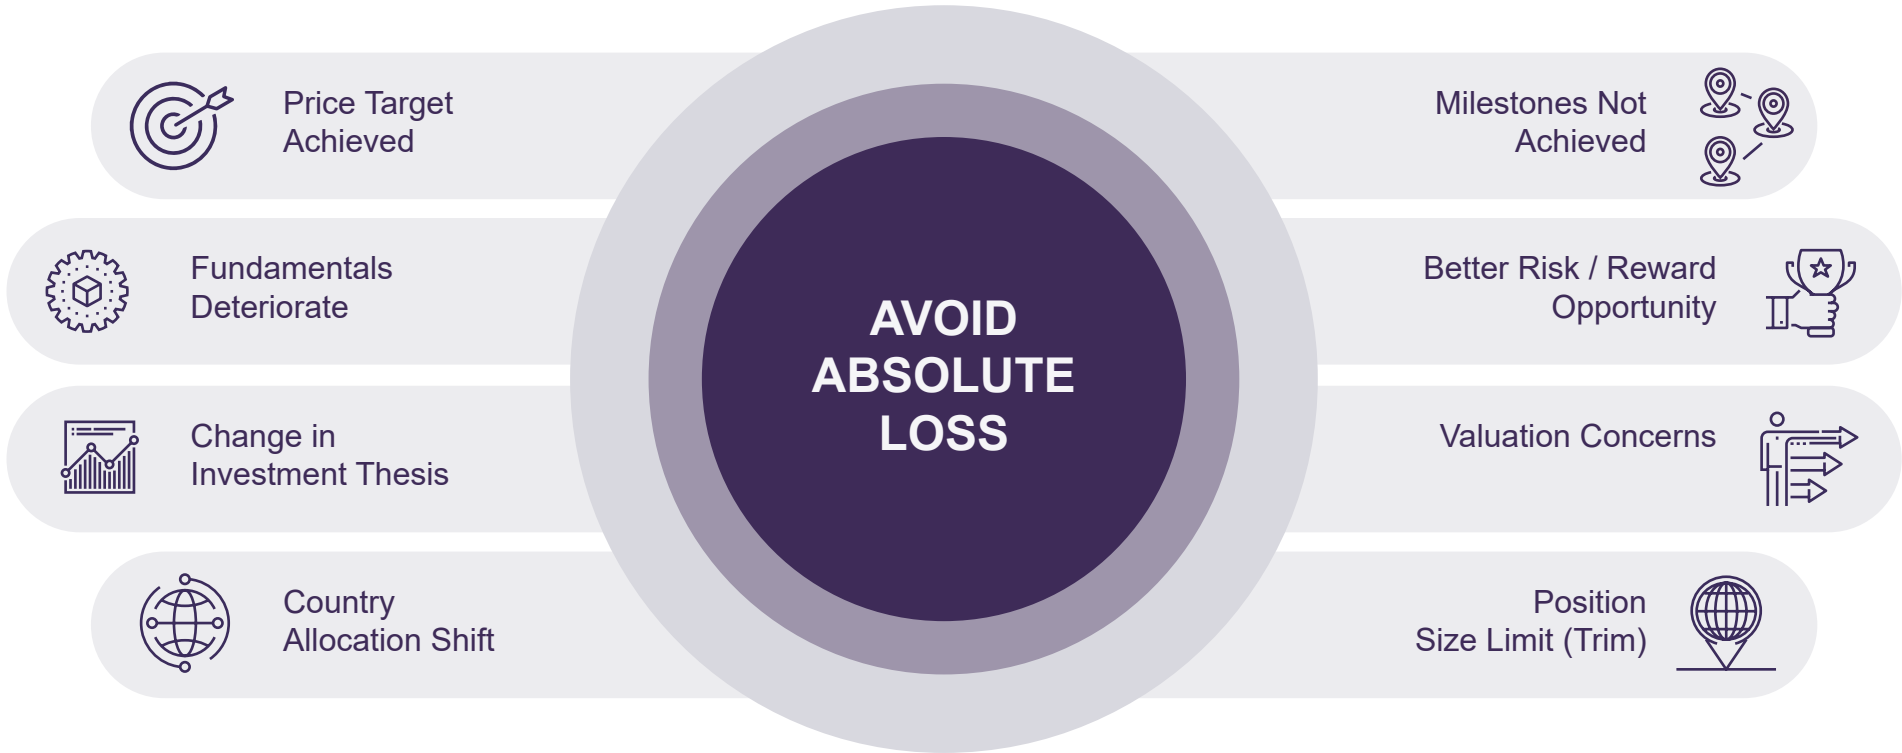 Price Target
Achieved
Fundamentals
Deteriorate
Change in
Investment Thesis
Country
Allocation Shift
AVOID
ABSOLUTE
LOSS
Milestones Not
Achieved
Better Risk / Reward
Opportunity
Valuation Concerns
Position
Size Limit (Trim)